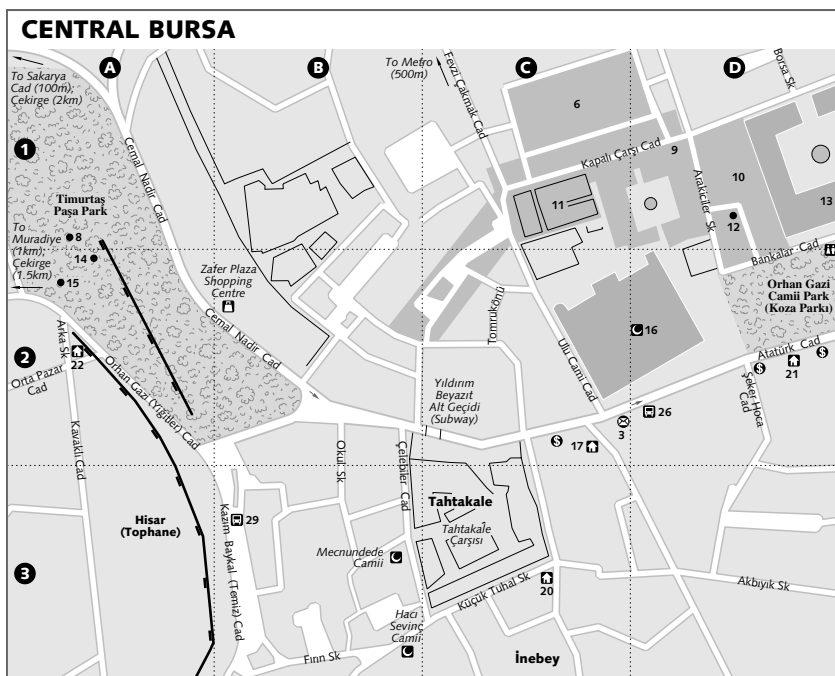 CENTRAL BURSA
A
B
C
D
1
2
3
To Sakarya
Cad (100m);
Çekirge (2km)
To Metro
(500m)
Fevzi Çakmak Cad
Borsa Sk
6
Kapalı Çarşı Cad
9
10
13
11
12
Arakiciler Sk
Bankalar Cad
Cemal Nadir Cad
Timurtaş
Paşa Park
8
14
15
To
Muradiye
(1km);
Çekirge
(1.5km)
Zafer Plaza
Shopping
Centre
Cemal Nadir Cad
Tomrukönü
Ulu Cami Cad
16
Orhan Gazi
Camii Park
(Koza Parkı)
Atatürk Cad
$
21
$
Şeker Hoca
Cad
Arka Sk
22
Orta Pazar
Cad
Orhan Gazi (Yiğitler) Cad
Kavaklı Cad
Yıldırım
Beyazıt
Alt Geçidi
(Subway)
26
3
$
17
Okul Sk
Çelebiler Cad
Tahtakale
Tahtakale
Çarşısı
Hisar
(Tophane)
29
Kazım Baykal (Temiz) Cad
Mecnundede
Camii
Küçük Tuhal Sk
20
Akbıyık Sk
Hacı
Sevinç
Camii
Fırın Sk
İnebey